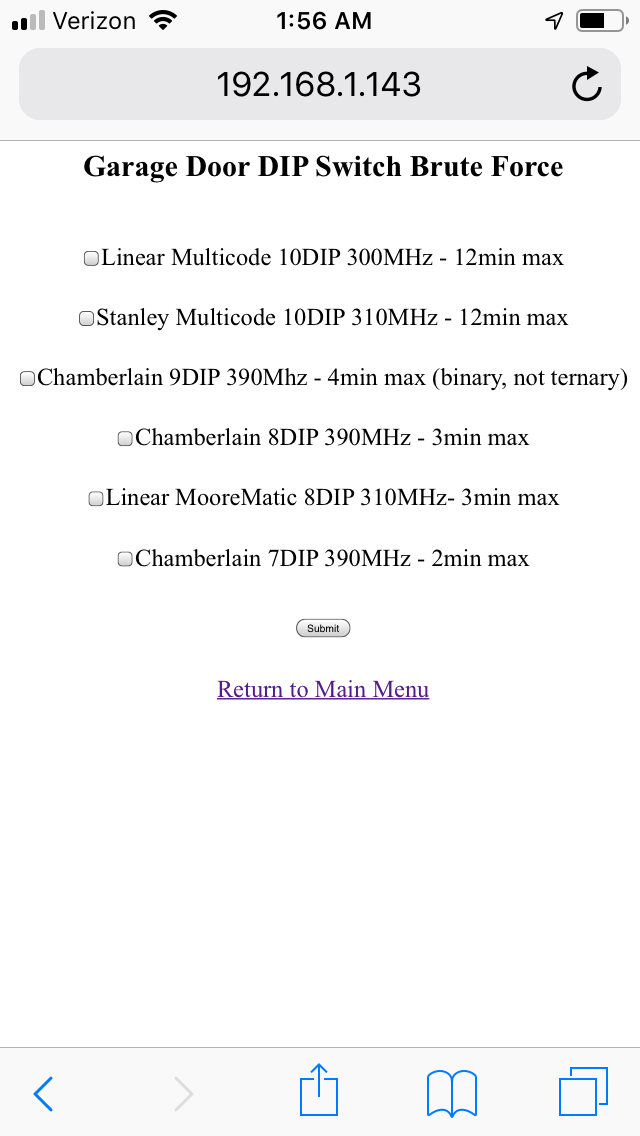 Verizon 1:56 AM
192.168.1.143
Garage Door DIP Switch Brute Force
Linear Multicode 10DIP 300MHz - 12min max
Stanley Multicode 10DIP 310MHz - 12min max
Chamberlain 9DIP 390Mhz - 4min max (binary, not ternary)
Chamberlain 8DIP 390MHz - 3min max
Linear MooreMatic 8DIP 310MHz- 3min max
Chamberlain 7DIP 390MHz - 2min max
Submit
Return to Main Menu